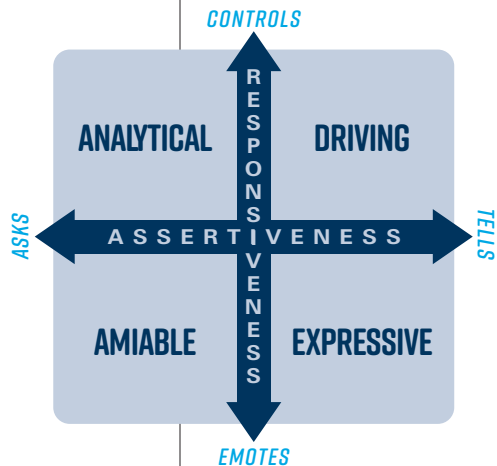 CONTROLS
RESPONSIVENESS
ANALYTICAL
DRIVING
ASKS
ASSERTIVENESS
TELLS
AMIABLE
EXPRESSIVE
EMOTES